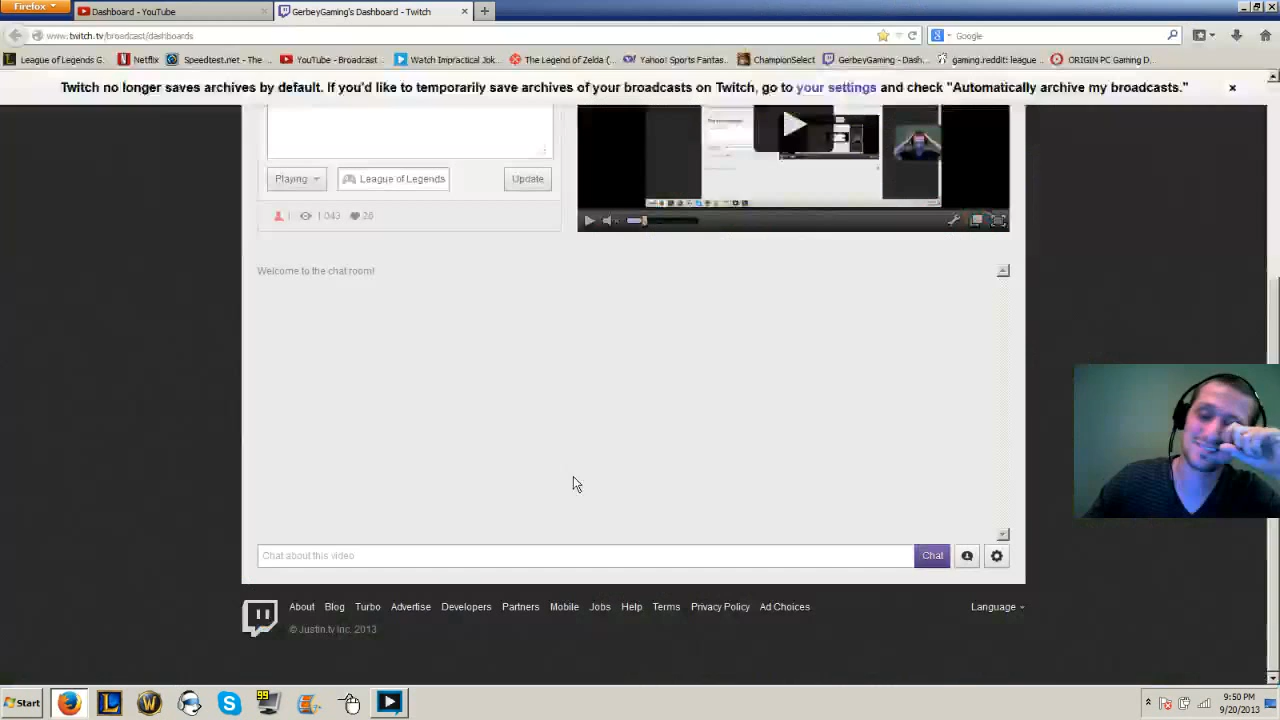 Firefox
Dashboard - YouTube
GerbeyGaming's Dashboard - Twitch
www.twitch.tv/broadcast/dashboards
Google
League of Legends G...
Netflix
Speedtest.net - The ...
YouTube - Broadcast...
Watch Impractical Jok...
The Legend of Zelda (...
Yahoo! Sports Fantas...
ChampionSelect
GerbeyGaming - Dash...
gaming.reddit: league ...
ORIGIN PC Gaming D...
Twitch no longer saves archives by default. If you'd like to temporarily save archives of your broadcasts on Twitch, go to your settings and check "Automatically archive my broadcasts."
Playing
League of Legends
Update
1
1 043
26
Welcome to the chat room!
Chat about this video
Chat
About Blog Turbo Advertise Developers Partners Mobile Jobs Help Terms Privacy Policy Ad Choices
Language
© Justin.tv Inc. 2013
Start
99
9:50 PM
9/20/2013